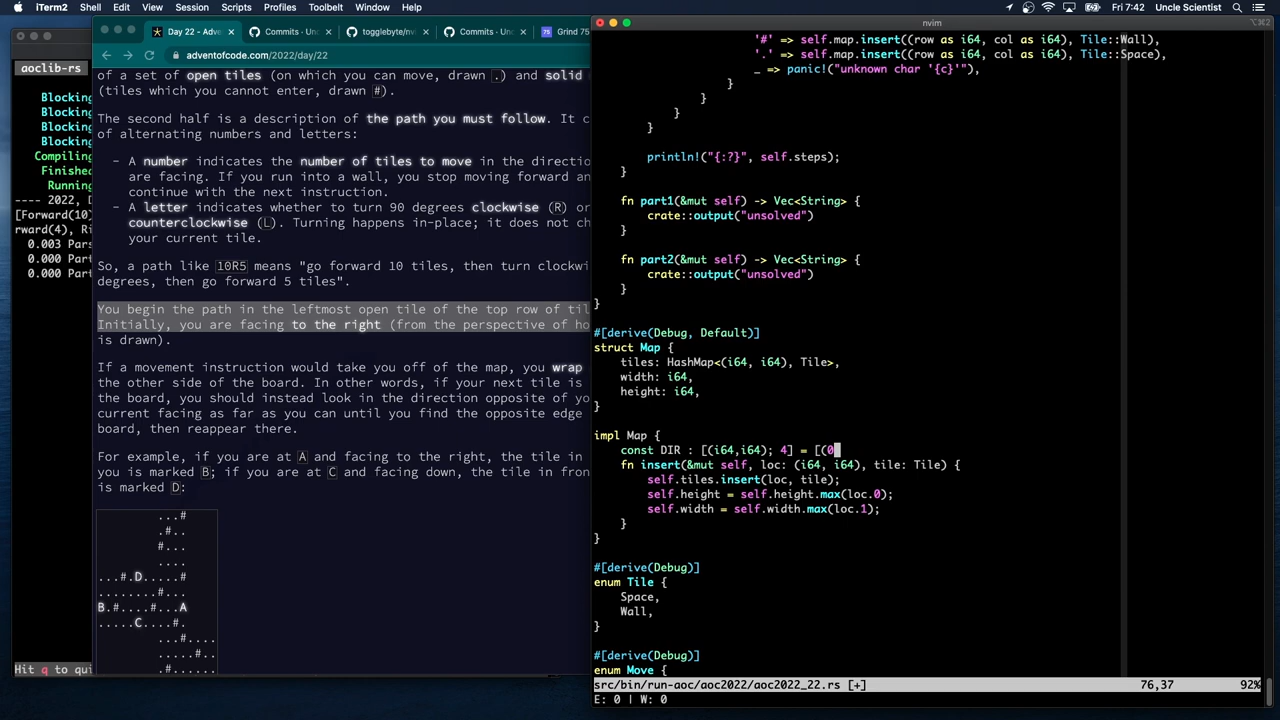 iTerm2 Shell Edit View Session Scripts Profiles Toolbelt Window Help Fri 7:42 Uncle Scientist
aoclib-rs
Blocking
Blocking
Blocking
Blocking
Compiling
Finished
Running
---- 2022, D
[Forward(10)
rward(4), Ri
0.003 Pars
0.000 Part
0.000 Part
Hit q to qui
Day 22 - Adve
Commits · Unc
togglebyte/nvi
Commits · Unc
Grind 75
adventofcode.com/2022/day/22
of a set of open tiles (on which you can move, drawn .) and solid
(tiles which you cannot enter, drawn #).
The second half is a description of the path you must follow. It c
of alternating numbers and letters:
- A number indicates the number of tiles to move in the direction
are facing. If you run into a wall, you stop moving forward an
continue with the next instruction.
- A letter indicates whether to turn 90 degrees clockwise (R) or
counterclockwise (L). Turning happens in-place; it does not ch
your current tile.
So, a path like 10R5 means "go forward 10 tiles, then turn clockwi
degrees, then go forward 5 tiles".
You begin the path in the leftmost open tile of the top row of til
Initially, you are facing to the right (from the perspective of ho
is drawn).
If a movement instruction would take you off of the map, you wrap
the other side of the board. In other words, if your next tile is
the board, you should instead look in the direction opposite of yo
current facing as far as you can until you find the opposite edge
board, then reappear there.
For example, if you are at A and facing to the right, the tile in
you is marked B; if you are at C and facing down, the tile in fron
is marked D:
...#
.#..
#...
....
...#.D.....#
........#...
B.#....#...A
.....C....#.
...#....
.....#..
.#......
nvim
⌥⌘2
'#' => self.map.insert((row as i64, col as i64), Tile::Wall),
'.' => self.map.insert((row as i64, col as i64), Tile::Space),
_ => panic!("unknown char '{c}'"),
}
}
}
}
println!("{:?}", self.steps);
}
fn part1(&mut self) -> Vec<String> {
crate::output("unsolved")
}
fn part2(&mut self) -> Vec<String> {
crate::output("unsolved")
}
}
#[derive(Debug, Default)]
struct Map {
tiles: HashMap<(i64, i64), Tile>,
width: i64,
height: i64,
}
impl Map {
const DIR : [(i64,i64); 4] = [(0
fn insert(&mut self, loc: (i64, i64), tile: Tile) {
self.tiles.insert(loc, tile);
self.height = self.height.max(loc.0);
self.width = self.width.max(loc.1);
}
}
#[derive(Debug)]
enum Tile {
Space,
Wall,
}
#[derive(Debug)]
enum Move {
src/bin/run-aoc/aoc2022/aoc2022_22.rs [+] 76,37 92%
E: 0 | W: 0